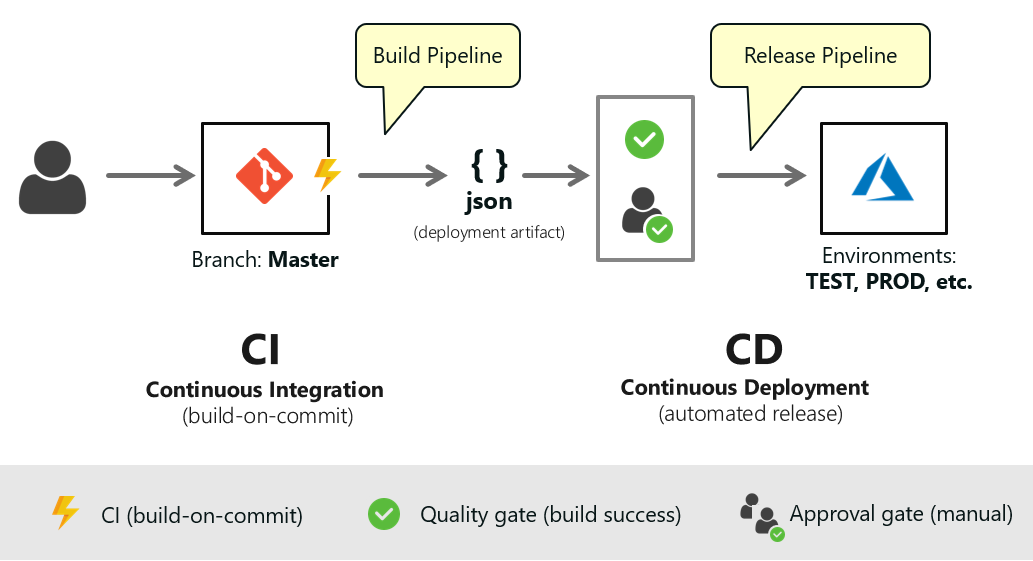 Build Pipeline
Release Pipeline
{ }
json
(deployment artifact)
Branch: Master
Environments:
TEST, PROD, etc.
CI
Continuous Integration
(build-on-commit)
CD
Continuous Deployment
(automated release)
CI (build-on-commit)
Quality gate (build success)
Approval gate (manual)